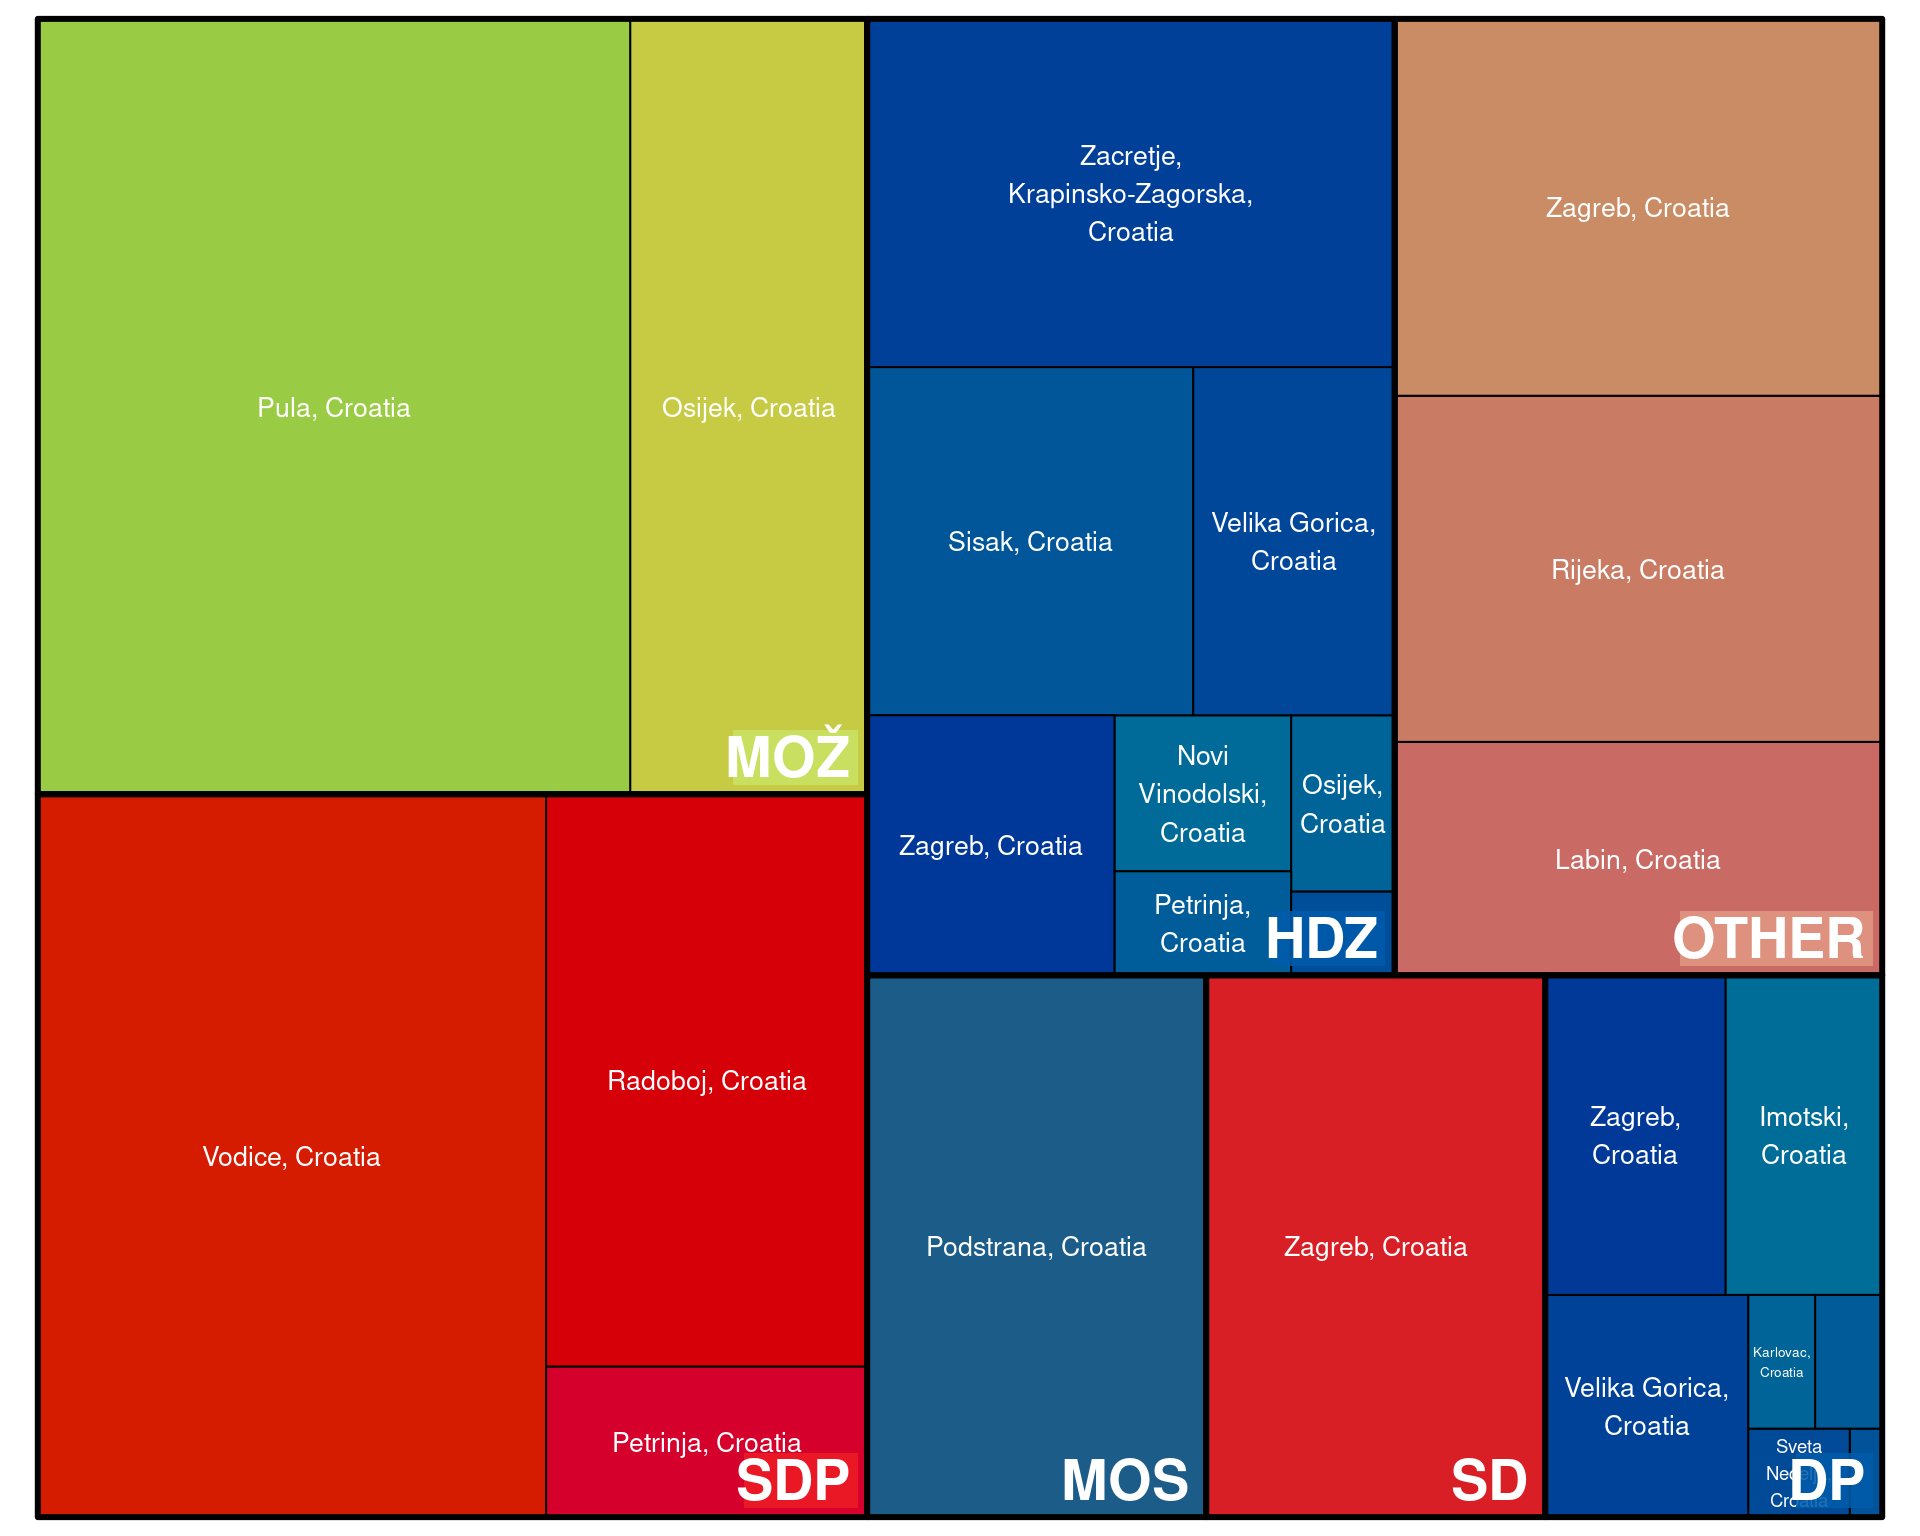 Pula, Croatia
Osijek, Croatia
MOŽ
Vodice, Croatia
Radoboj, Croatia
Petrinja, Croatia
SDP
Zacretje,
Krapinsko-Zagorska,
Croatia
Sisak, Croatia
Velika Gorica,
Croatia
Zagreb, Croatia
Novi
Vinodolski,
Croatia
Osijek,
Croatia
Petrinja,
Croatia
HDZ
Zagreb, Croatia
Rijeka, Croatia
Labin, Croatia
OTHER
Podstrana, Croatia
MOS
Zagreb, Croatia
SD
Zagreb,
Croatia
Imotski,
Croatia
Velika Gorica,
Croatia
Karlovac,
Croatia
Sveta
Croatia
DP